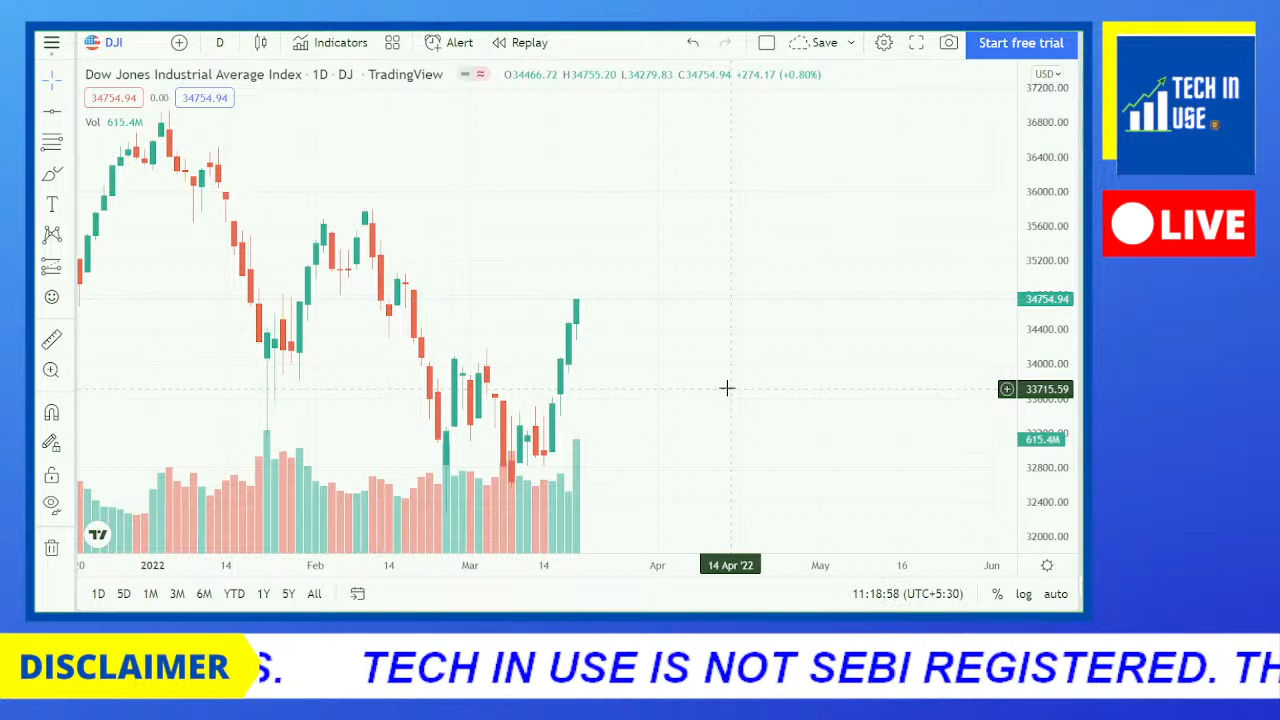 DJI D Indicators Alert Replay Save Start free trial
Dow Jones Industrial Average Index · 1D · DJ · TradingView O34466.72 H34755.20 L34279.83 C34754.94 +274.17 (+0.80%) USD
34754.94 0.00 34754.94
Vol 615.4M
37200.00
36800.00
36400.00
36000.00
35600.00
35200.00
34754.94
34400.00
34000.00
33715.59
615.4M
32800.00
32400.00
32000.00
20 2022 14 Feb 14 Mar 14 Apr 14 Apr '22 May 16 Jun
1D 5D 1M 3M 6M YTD 1Y 5Y All 11:18:58 (UTC+5:30) % log auto
TECH IN
USE
LIVE
DISCLAIMER S. TECH IN USE IS NOT SEBI REGISTERED. TH